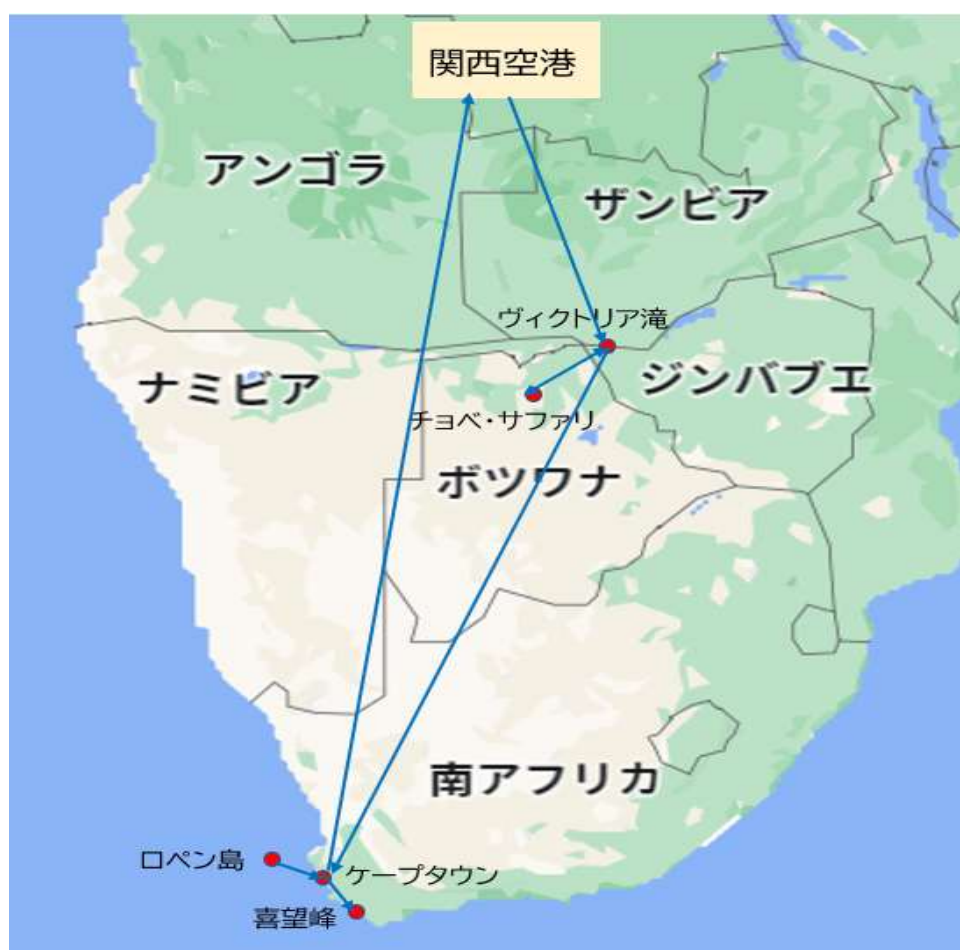 関西空港
アンゴラ
ザンビア
ヴィクトリア滝
ナミビア
ジンバブエ
チョベ・サファリ
ボツワナ
南アフリカ
ロペン島
ケープタウン
喜望峰